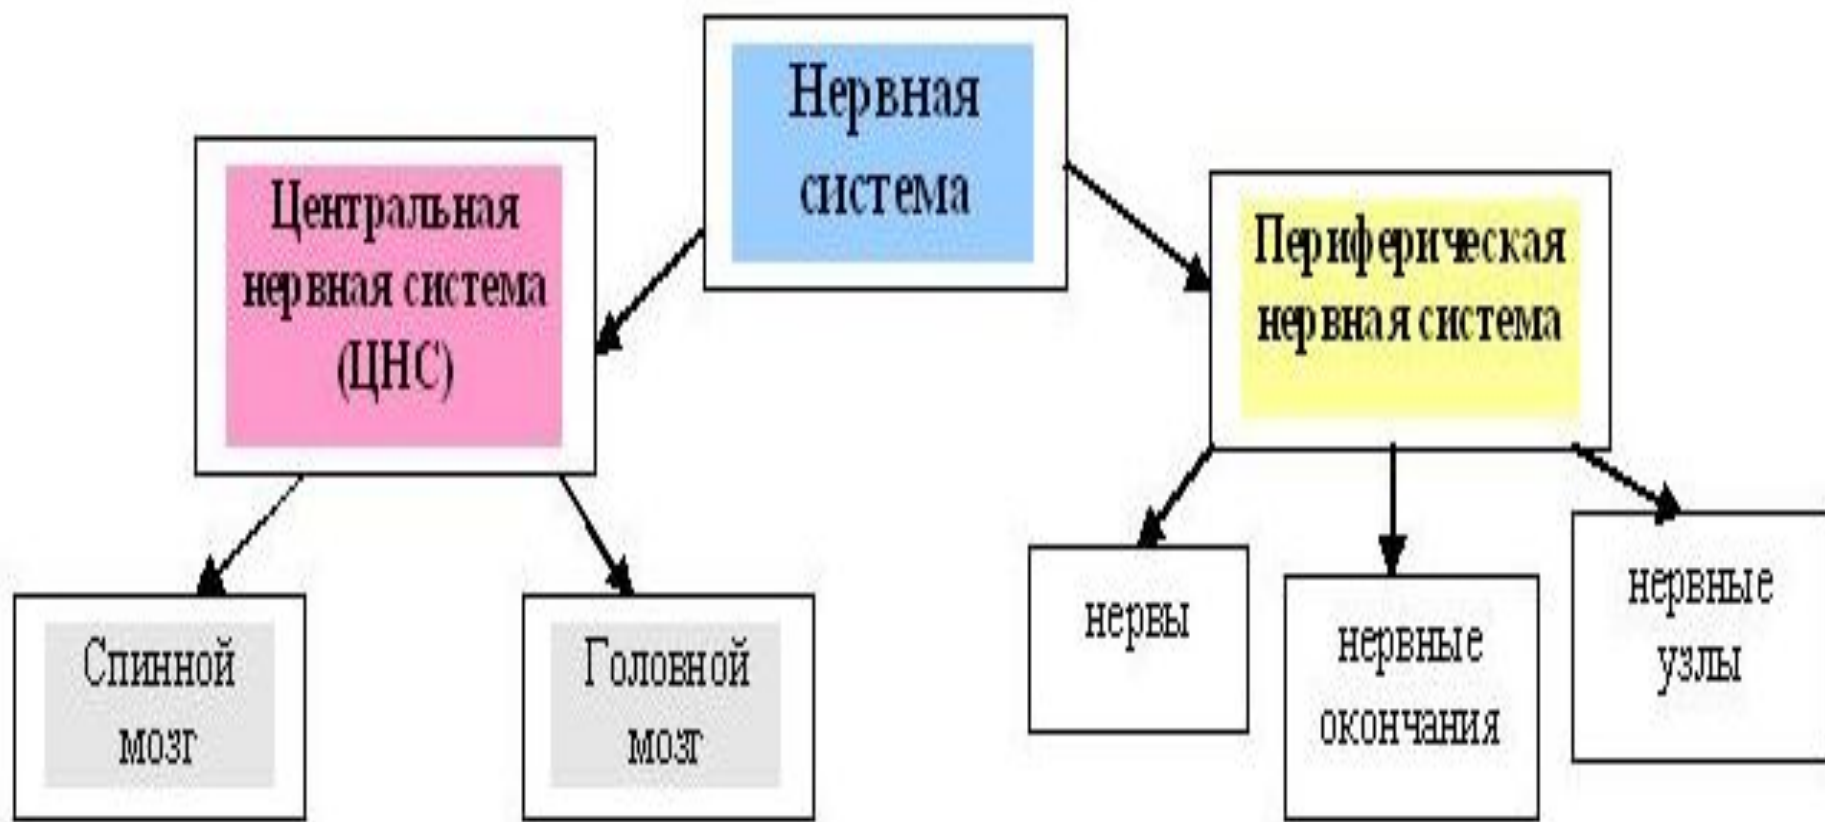 Нервная
система
Центральная
нервная система
(ЦНС)
Периферическая
нервная система
Спинной
мозг
Головной
мозг
нервы
нервные
окончания
нервные
узлы